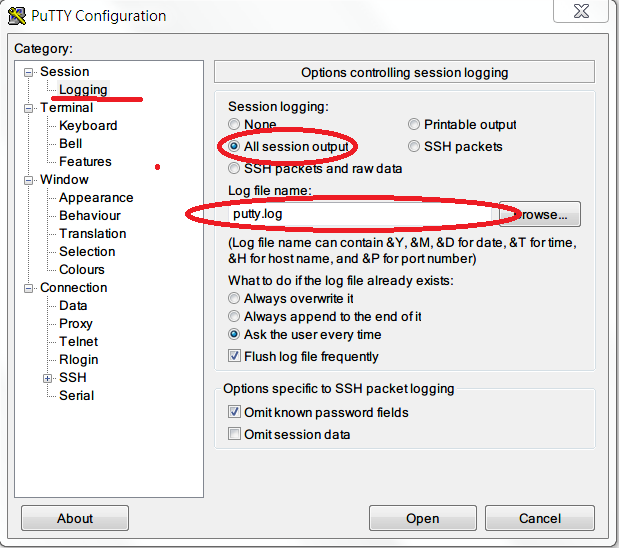 PuTTY Configuration
Category:
Session
Logging
Terminal
Keyboard
Bell
Features
Window
Appearance
Behaviour
Translation
Selection
Colours
Connection
Data
Proxy
Telnet
Rlogin
SSH
Serial
Options controlling session logging
Session logging:
None
Printable output
All session output
SSH packets
SSH packets and raw data
Log file name:
putty.log
Browse...
(Log file name can contain &Y, &M, &D for date, &T for time,
&H for host name, and &P for port number)
What to do if the log file already exists:
Always overwrite it
Always append to the end of it
Ask the user every time
Flush log file frequently
Options specific to SSH packet logging
Omit known password fields
Omit session data
About
Open
Cancel